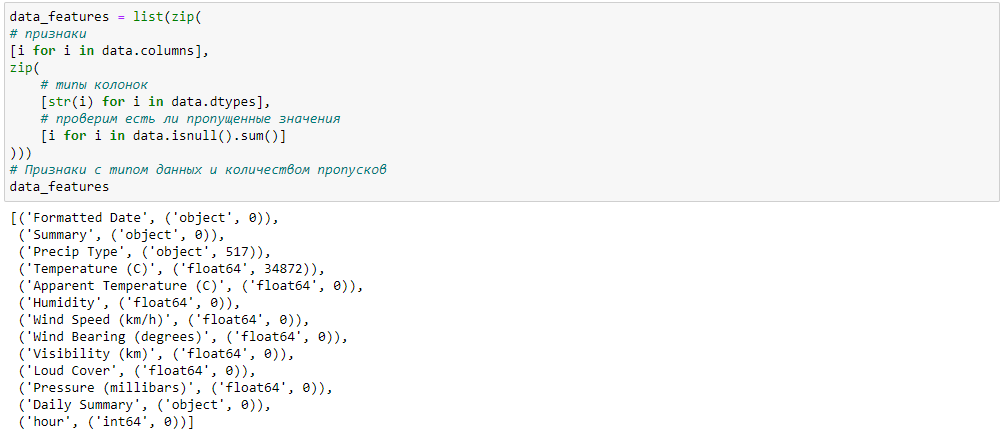 data_features = list(zip(
# признаки
[i for i in data.columns],
zip(
    # типы колонок
    [str(i) for i in data.dtypes],
    # проверим есть ли пропущенные значения
    [i for i in data.isnull().sum()]
)))
# Признаки с типом данных и количеством пропусков
data_features
[('Formatted Date', ('object', 0)),
 ('Summary', ('object', 0)),
 ('Precip Type', ('object', 517)),
 ('Temperature (C)', ('float64', 34872)),
 ('Apparent Temperature (C)', ('float64', 0)),
 ('Humidity', ('float64', 0)),
 ('Wind Speed (km/h)', ('float64', 0)),
 ('Wind Bearing (degrees)', ('float64', 0)),
 ('Visibility (km)', ('float64', 0)),
 ('Loud Cover', ('float64', 0)),
 ('Pressure (millibars)', ('float64', 0)),
 ('Daily Summary', ('object', 0)),
 ('hour', ('int64', 0))]